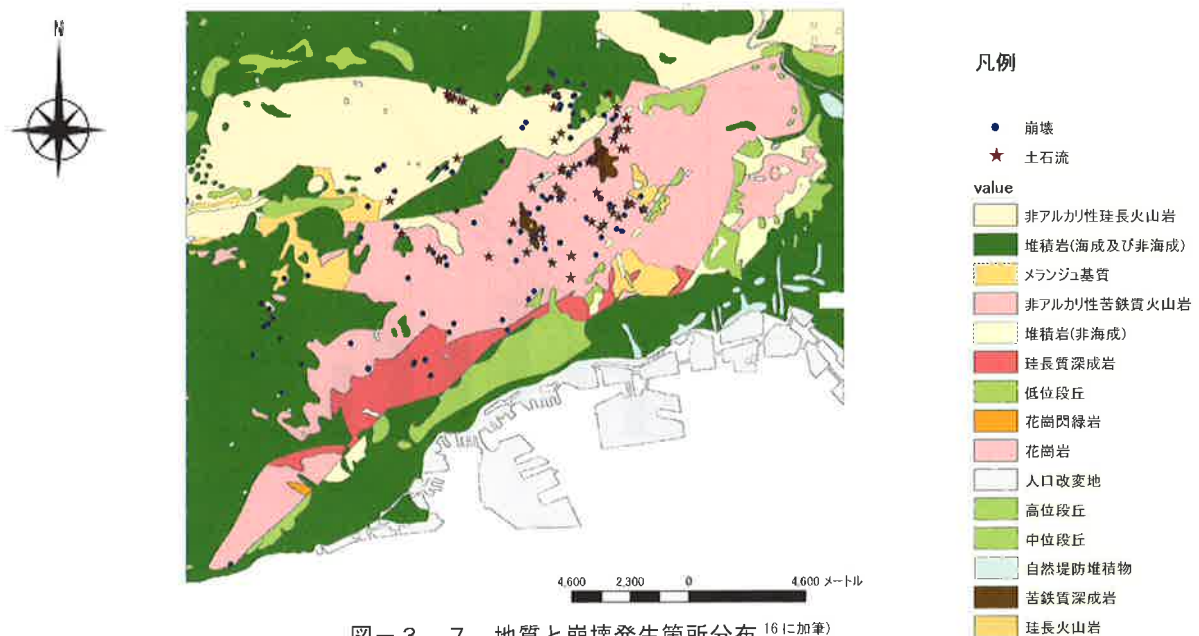 N
凡例
崩壊
土石流
value
非アルカリ性珪長火山岩
堆積岩(海成及び非海成)
メランジュ基質
非アルカリ性苦鉄質火山岩
堆積岩(非海成)
珪長質深成岩
低位段丘
花崗閃緑岩
花崗岩
人口改変地
高位段丘
中位段丘
自然堤防堆積物
苦鉄質深成岩
珪長火山岩
4,600 2,300 0 4,600 メートル
図-3. 7 地質と崩壊発生箇所分布 16に加筆)